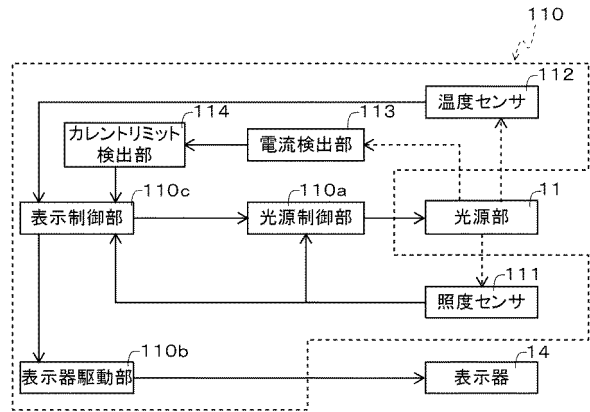 110
112
温度センサ
114
113
カレントリミット
検出部
電流検出部
110c
110a
11
表示制御部
光源制御部
光源部
111
照度センサ
110b
14
表示器駆動部
表示器